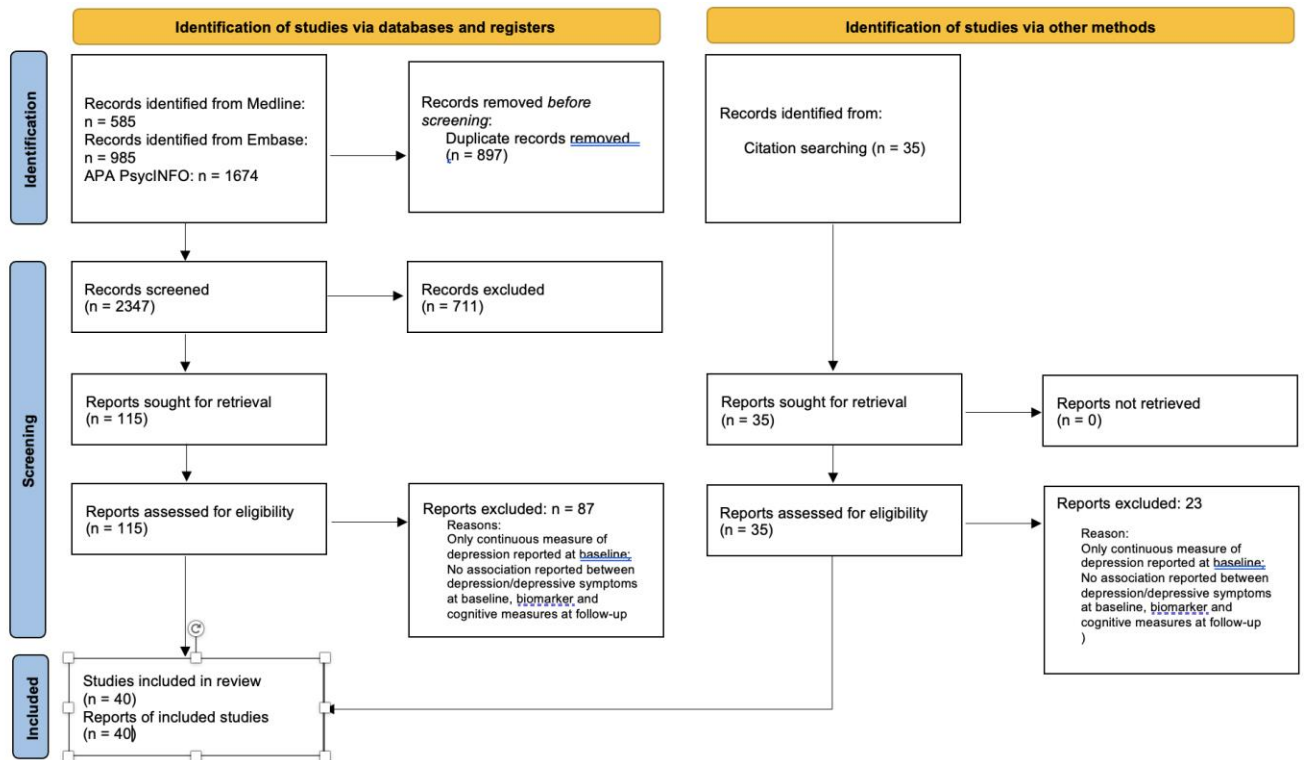 Identification of studies via databases and registers
Identification of studies via other methods
Identification
Records identified from Medline:
n = 585
Records identified from Embase:
n = 985
APA PsycINFO: n = 1674
Records removed before
screening:
Duplicate records removed
(n = 897)
Records identified from:
Citation searching (n = 35)
Screening
Records screened
(n = 2347)
Records excluded
(n = 711)
Reports sought for retrieval
(n = 115)
Reports sought for retrieval
(n = 35)
Reports not retrieved
(n = 0)
Reports assessed for eligibility
(n = 115)
Reports excluded: n = 87
Reasons:
Only continuous measure of
depression reported at baseline;
No association reported between
depression/depressive symptoms
at baseline, biomarker and
cognitive measures at follow-up
Reports assessed for eligibility
(n = 35)
Reports excluded: 23
Reason:
Only continuous measure of
depression reported at baseline;
No association reported between
depression/depressive symptoms
at baseline, biomarker and
cognitive measures at follow-up
)
Included
Studies included in review
(n = 40)
Reports of included studies
(n = 40)